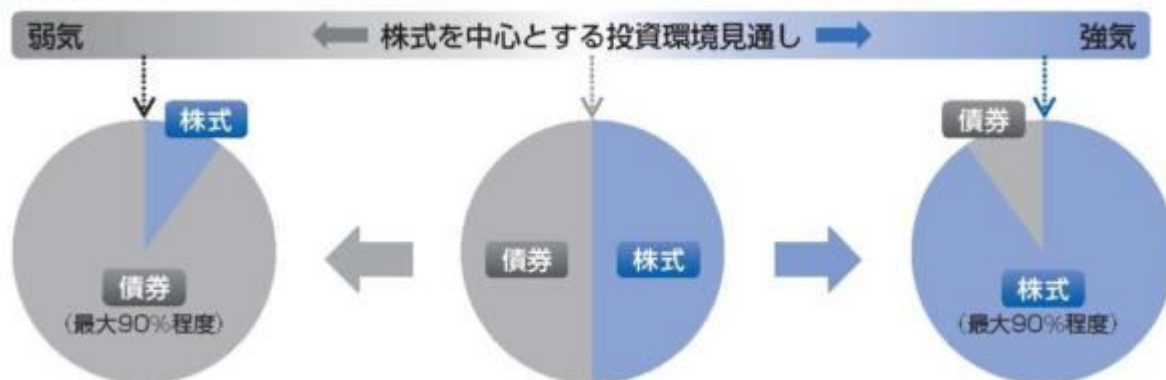 弱気 株式を中心とする投資環境見通し 強気
株式
債券
(最大90%程度)
債券 株式
債券
株式
(最大90%程度)